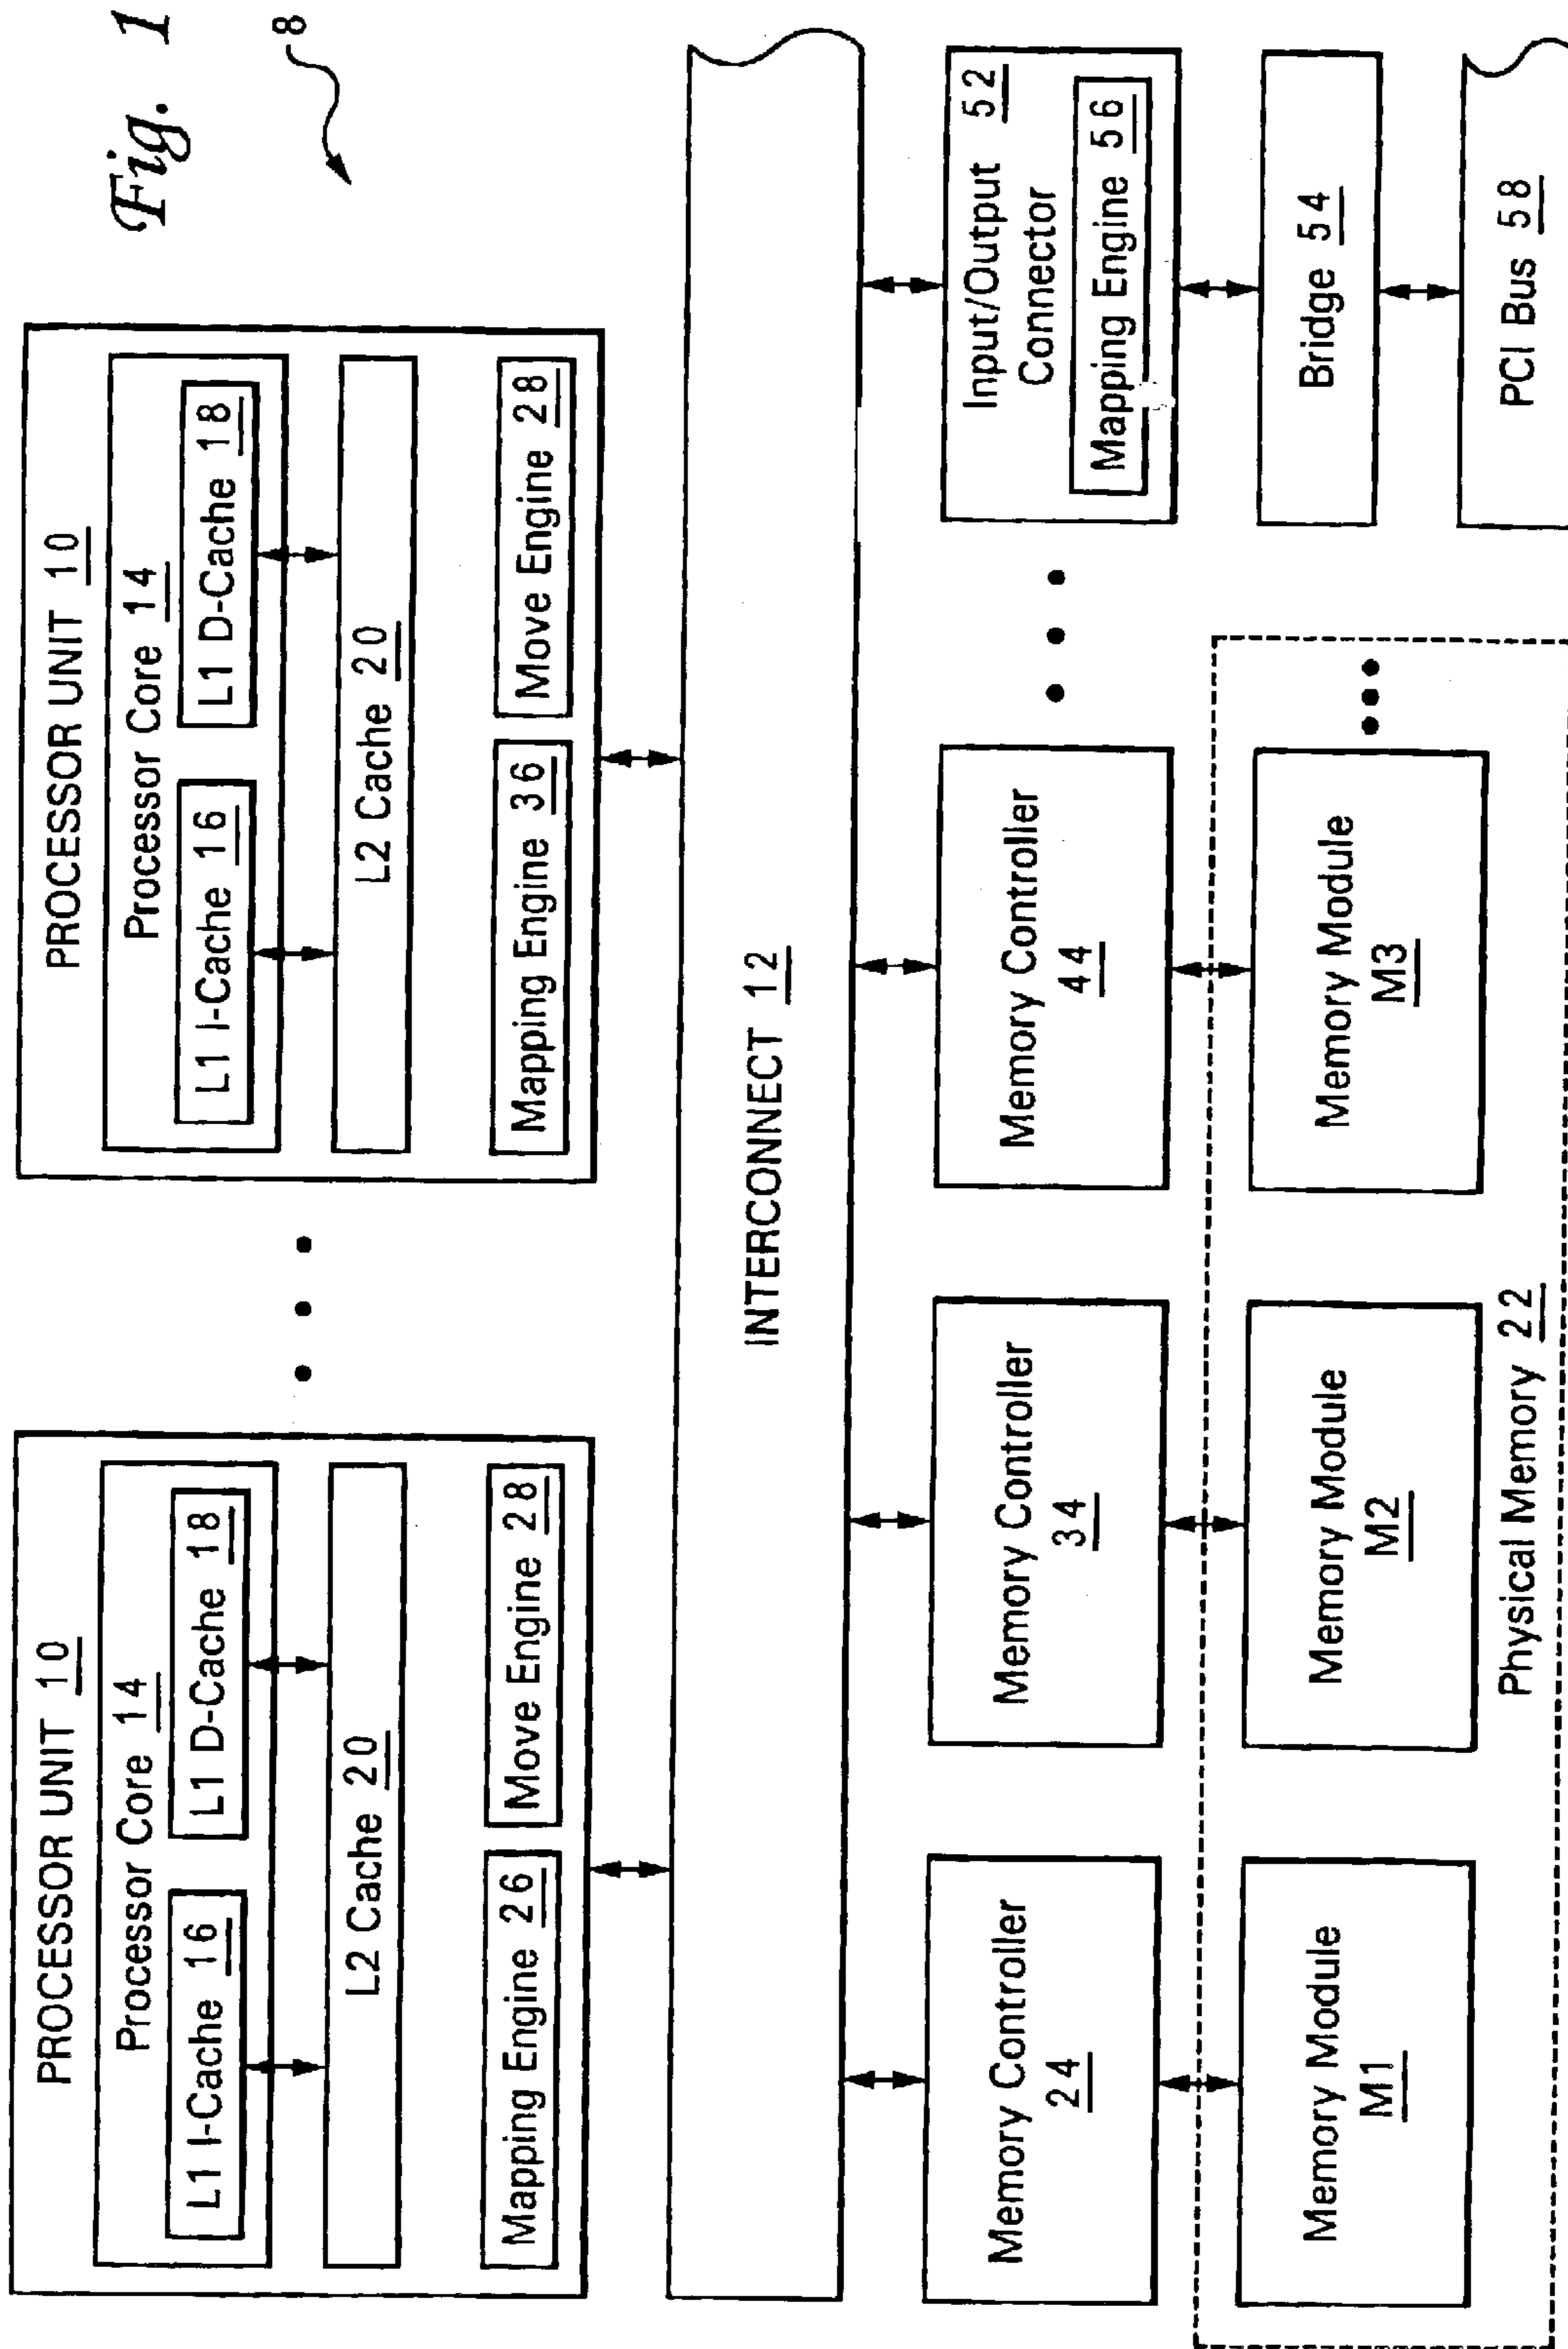 Fig. 1
8
PROCESSOR UNIT 10
Processor Core 14
L1 I-Cache 16
L1 D-Cache 18
L2 Cache 20
Mapping Engine 26
Move Engine 28
PROCESSOR UNIT 10
Processor Core 14
L1 I-Cache 16
L1 D-Cache 18
L2 Cache 20
Mapping Engine 36
Move Engine 28
INTERCONNECT 12
Memory Controller
24
Memory Controller
34
Memory Controller
44
Input/Output 52
Connector
Mapping Engine 56
Memory Module
M1
Memory Module
M2
Memory Module
M3
Bridge 54
Physical Memory 22
PCI Bus 58